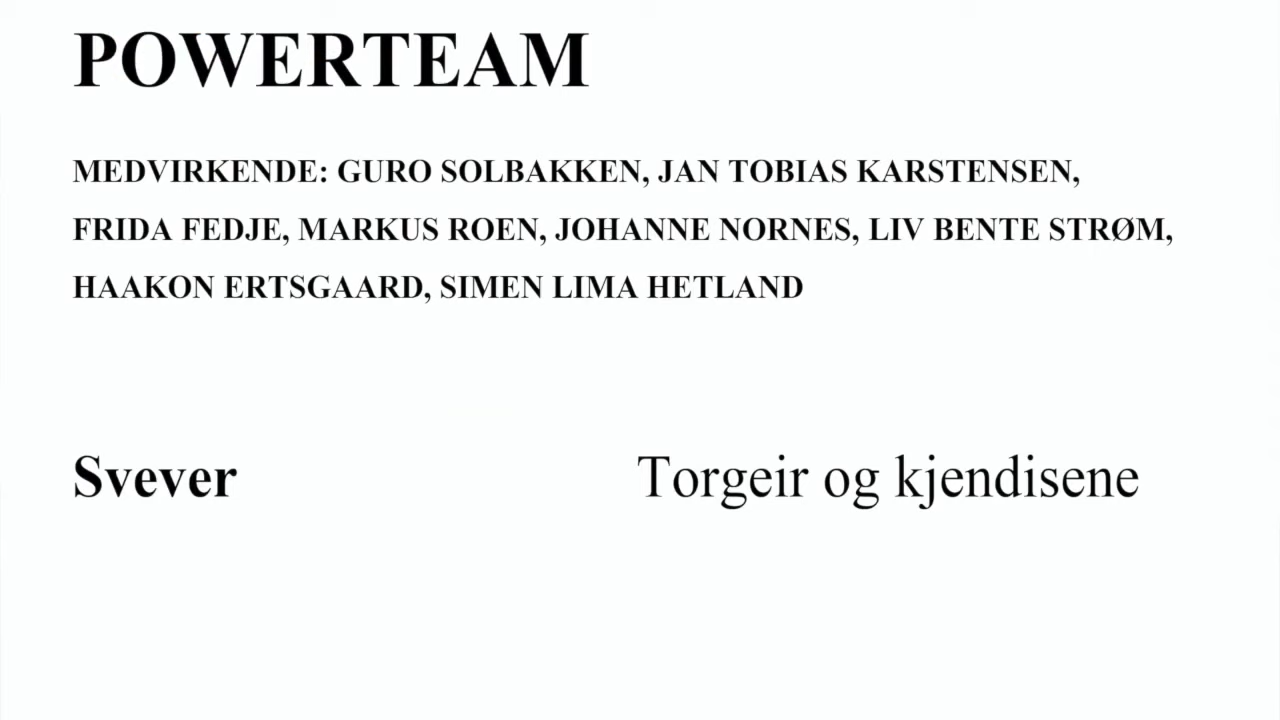 POWERTEAM
MEDVIRKENDE: GURO SOLBAKKEN, JAN TOBIAS KARSTENSEN,
FRIDA FEDJE, MARKUS ROEN, JOHANNE NORNES, LIV BENTE STRØM,
HAAKON ERTSGAARD, SIMEN LIMA HETLAND
Svever Torgeir og kjendisene